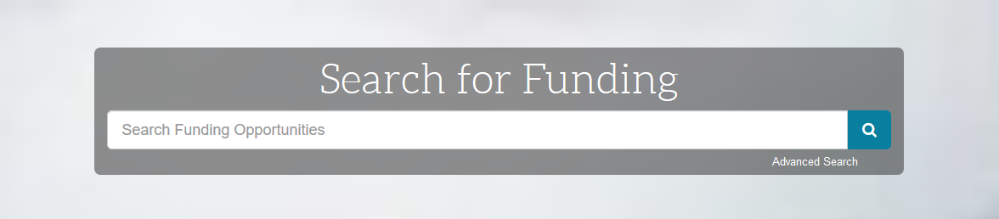 Search for Funding
Search Funding Opportunities
Advanced Search